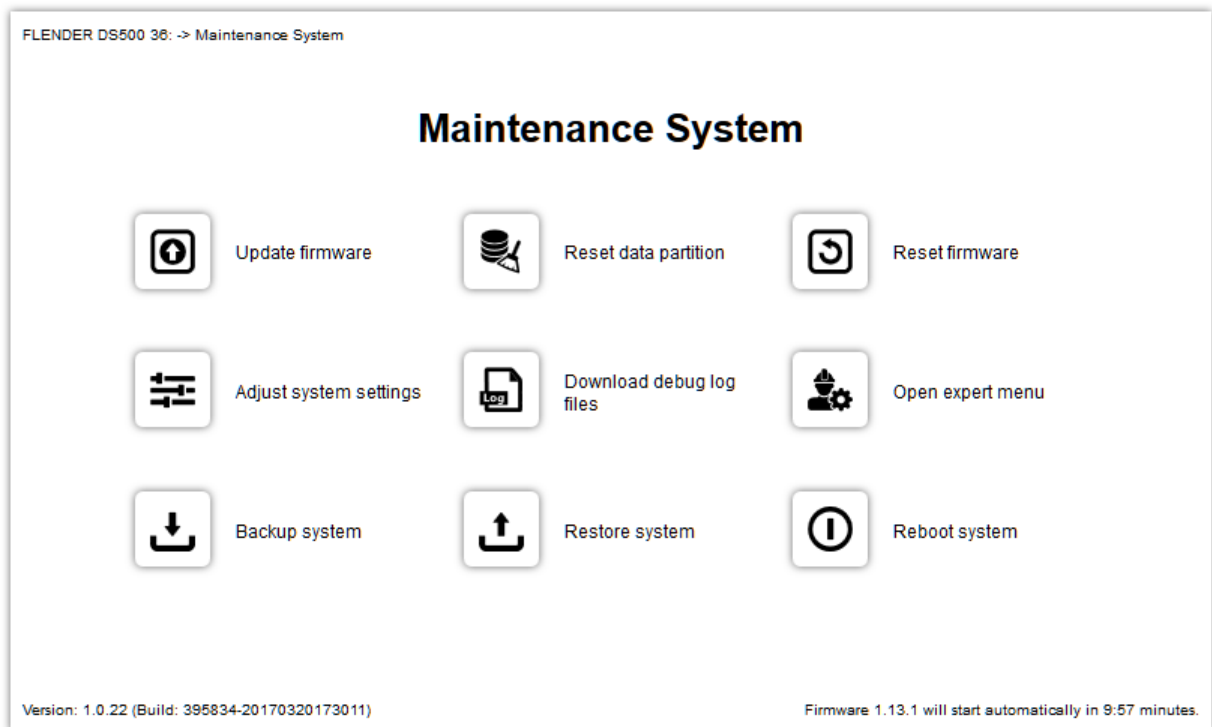 FLENDER DS500 36: -> Maintenance System
Maintenance System
Update firmware
Reset data partition
Reset firmware
Adjust system settings
Download debug log
files
Open expert menu
Log
Backup system
Restore system
Reboot system
Version: 1.0.22 (Build: 395834-20170320173011)
Firmware 1.13.1 will start automatically in 9:57 minutes.